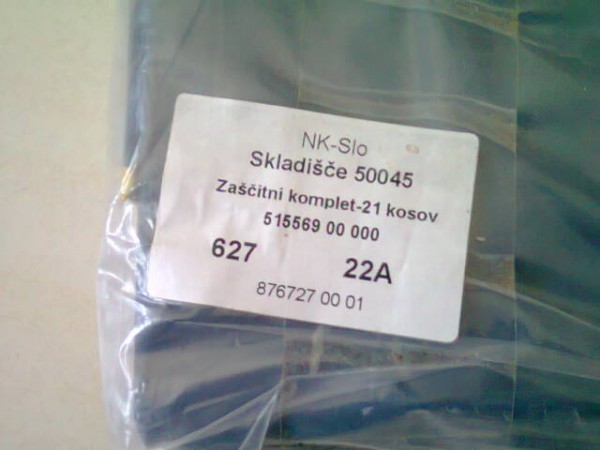 NK-Slo
Skladišče 50045
Zaščitni komplet-21 kosov
515569 00 000
627 22A
876727 00 01